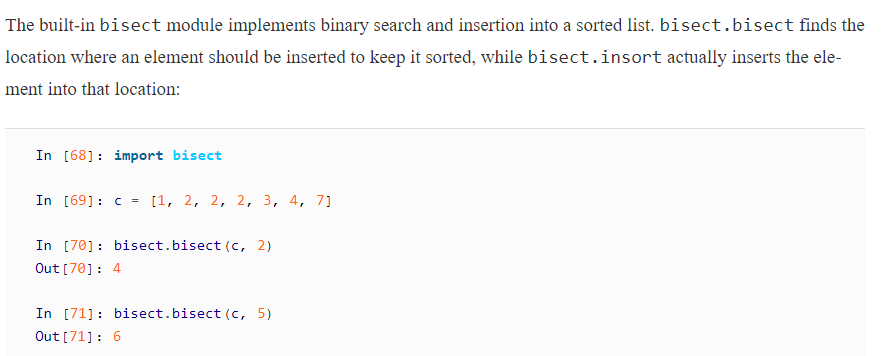 The built-in bisect module implements binary search and insertion into a sorted list. bisect.bisect finds the
location where an element should be inserted to keep it sorted, while bisect.insort actually inserts the ele-
ment into that location:
In [68]: import bisect
In [69]: c = [1, 2, 2, 2, 3, 4, 7]
In [70]: bisect.bisect(c, 2)
Out[70]: 4
In [71]: bisect.bisect(c, 5)
Out[71]: 6